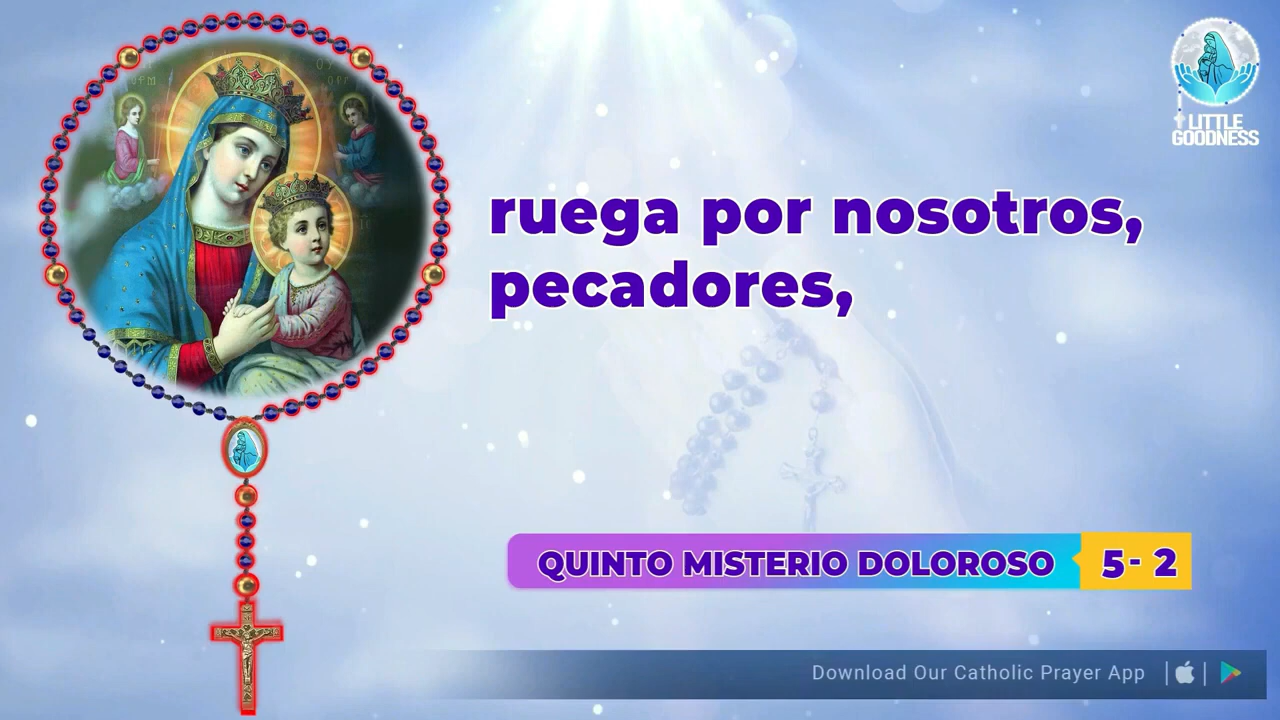 LITTLE
GOODNESS
ruega por nosotros,
pecadores,
QUINTO MISTERIO DOLOROSO 5- 2
Download Our Catholic Prayer App